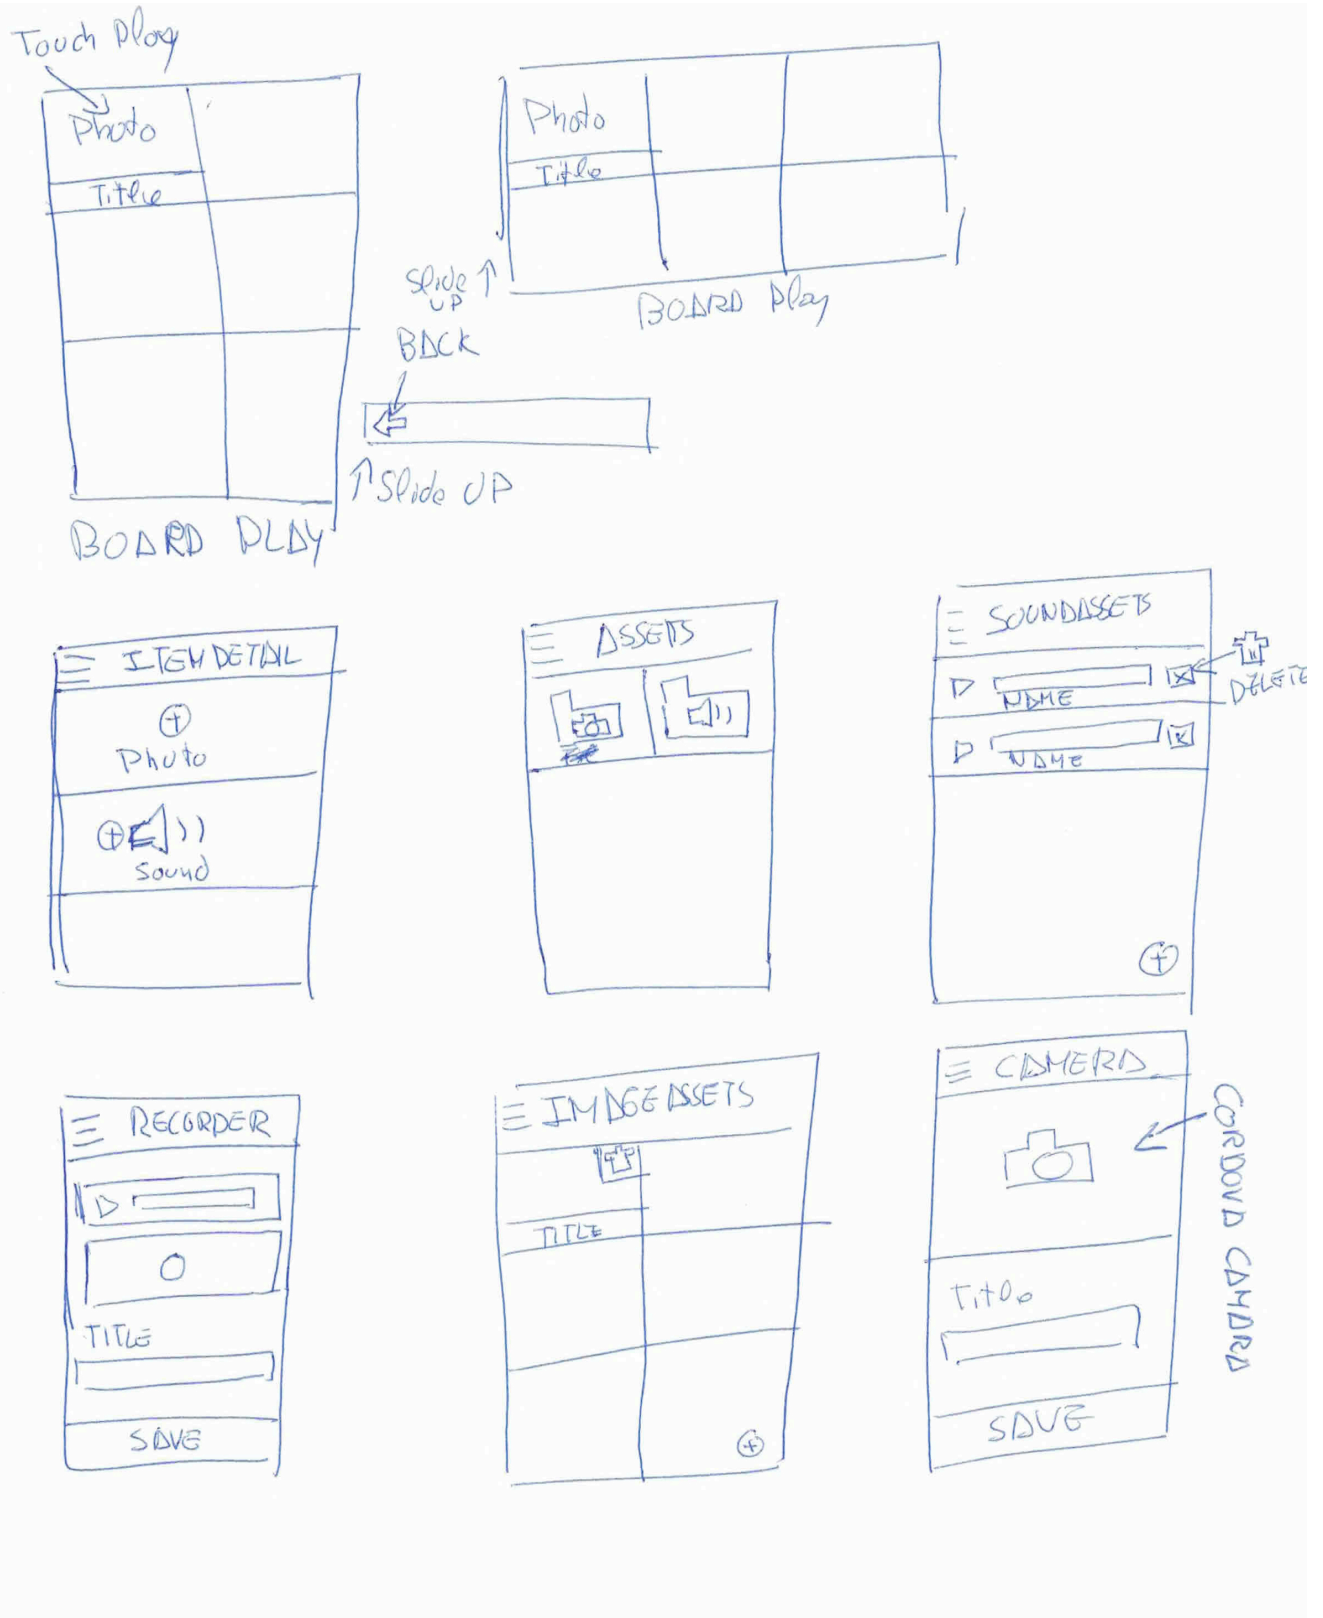 Touch Play
Photo
Title
BOARD PLAY
Photo
Title
Slide
UP
BOARD Play
BACK
Slide UP
ITEM DETAIL
Photo
Sound
ASSETS
SOUNDASSETS
NAME
NAME
DELETE
RECORDER
TITLE
SAVE
IMAGEASSETS
TITLE
CAMERA
Title
SAVE
CORDOVA CAMARA